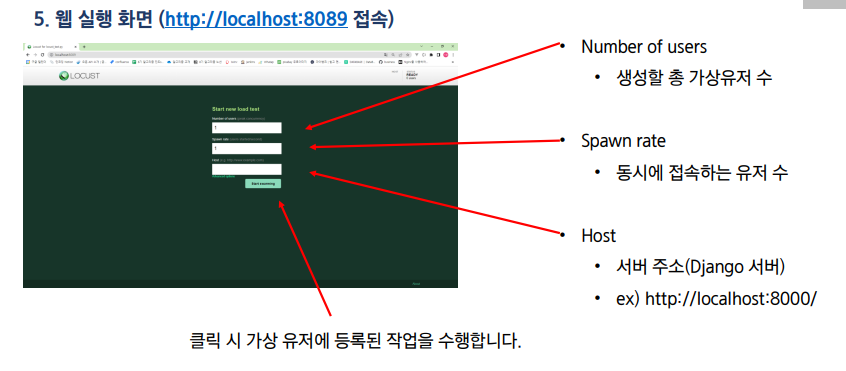 5. 웹 실행 화면 (http://localhost:8089 접속)
LOCUST
Start new load test
Number of users
1
Spawn rate
1
Host
Advanced options
Start swarming
• Number of users
• 생성할 총 가상유저 수
• Spawn rate
• 동시에 접속하는 유저 수
• Host
• 서버 주소(Django 서버)
• ex) http://localhost:8000/
클릭 시 가상 유저에 등록된 작업을 수행합니다.